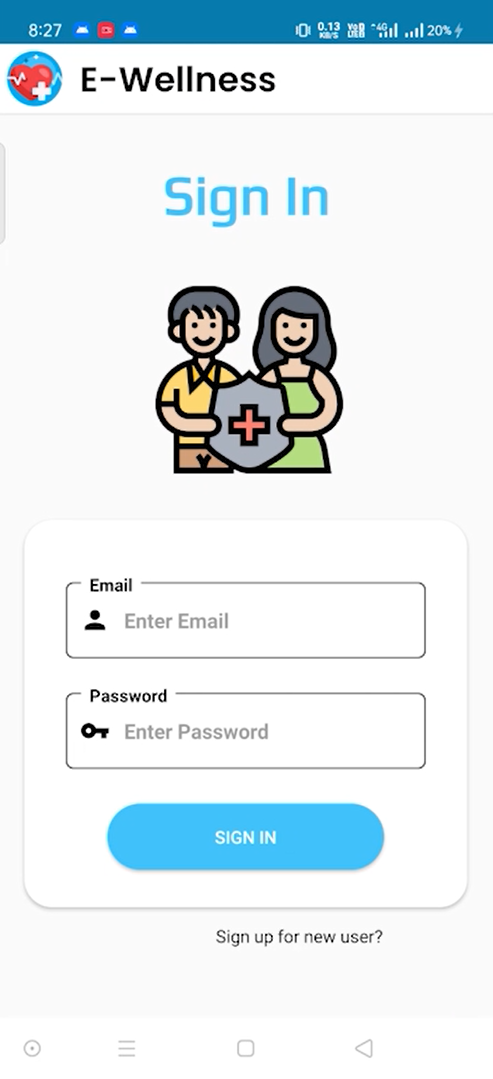 8:27 0.13 KB/S VoD LTE 4G 20%
E-Wellness
Sign In
Email
Enter Email
Password
Enter Password
SIGN IN
Sign up for new user?